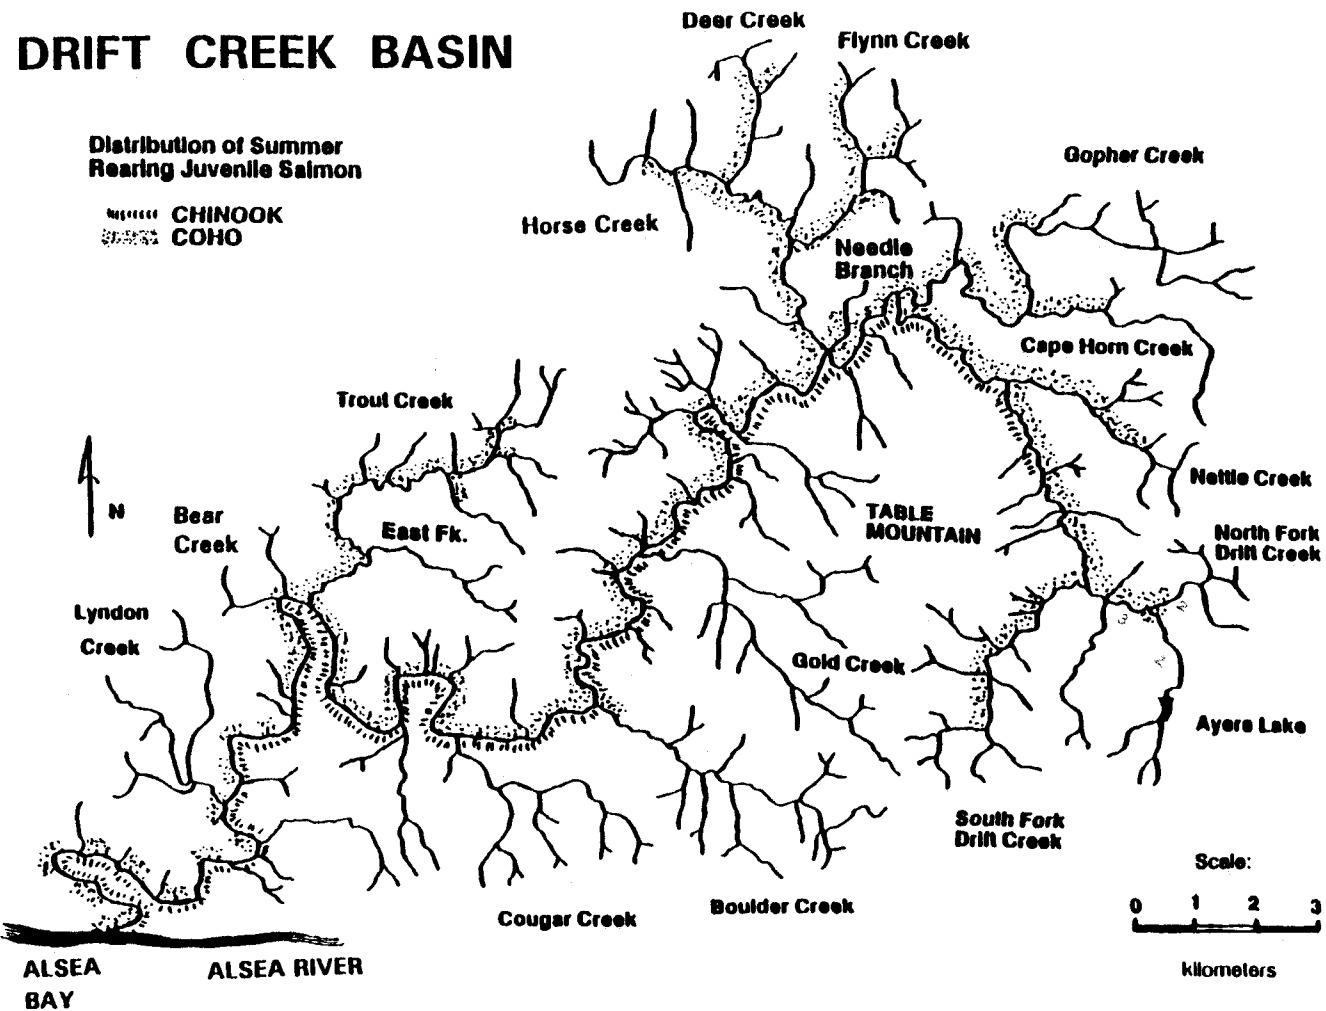 Deer Creek
Flynn Creek
DRIFT CREEK BASIN
Distribution of Summer
Rearing Juvenile Salmon
CHINOOK
COHO
Gopher Creek
Horse Creek
Needle
Branch
Cape Horn Creek
Trout Creek
N
Bear
Creek
East Fk.
TABLE
MOUNTAIN
Nettle Creek
North Fork
Drift Creek
Lyndon
Creek
Gold Creek
Ayers Lake
South Fork
Drift Creek
Scale:
0 1 2 3
kilometers
Cougar Creek
Boulder Creek
ALSEA
BAY
ALSEA RIVER